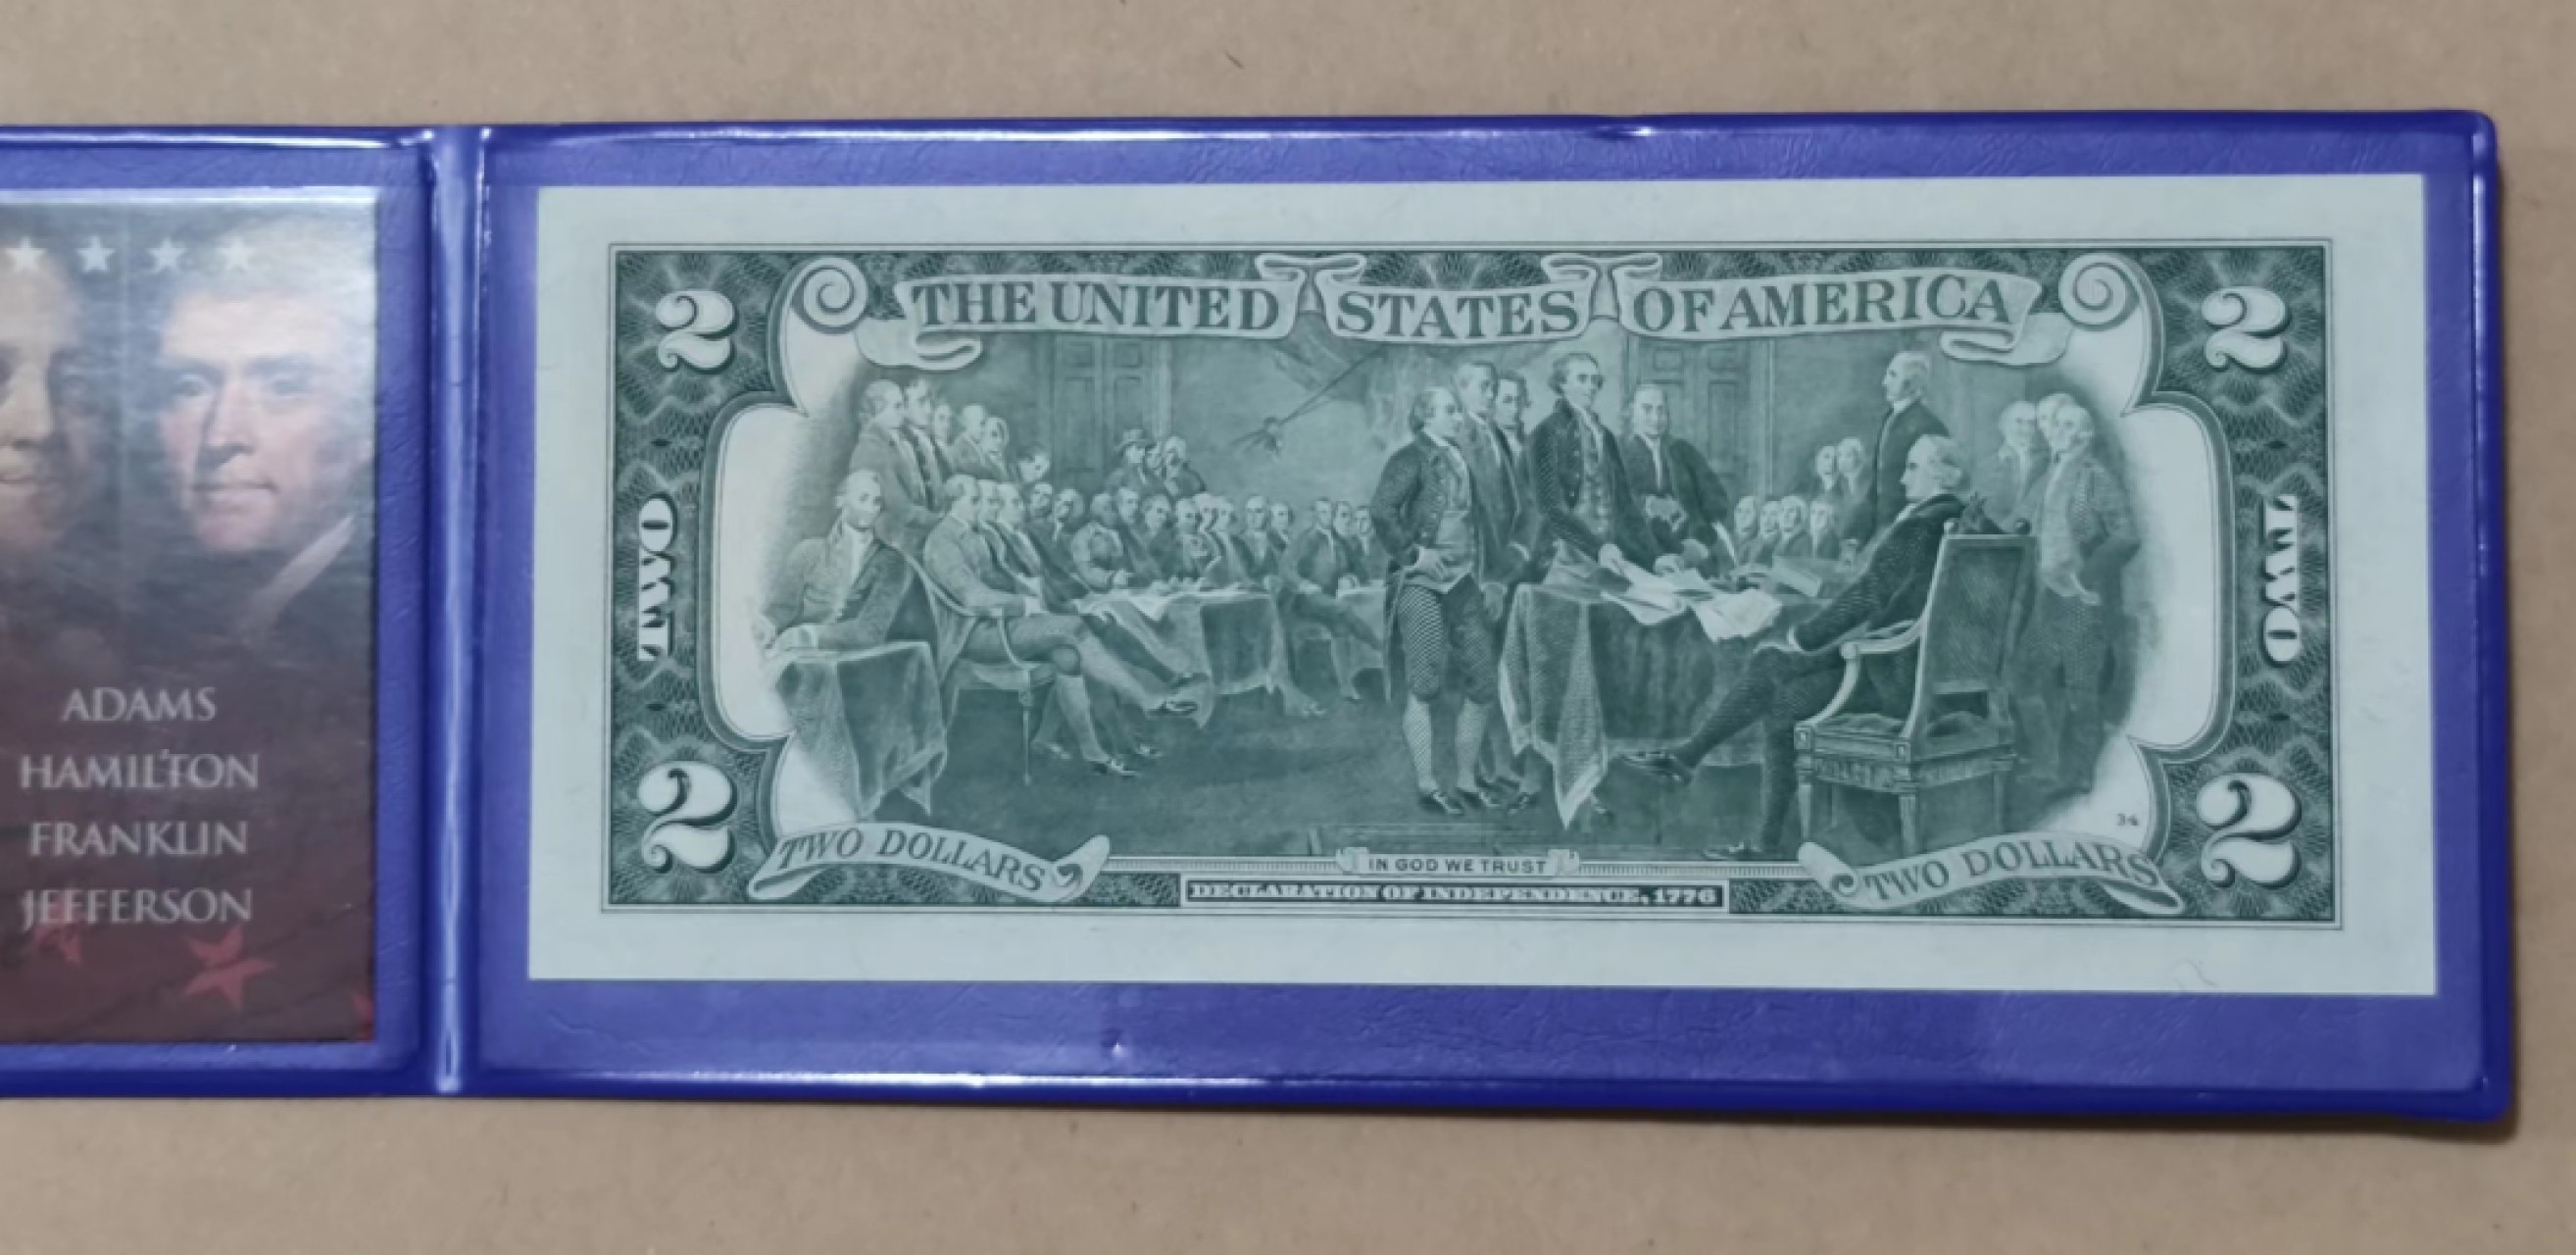 ADAMS
HAMILTON
FRANKLIN
JEFFERSON
2
THE UNITED STATES OF AMERICA
2
TWO
TWO
2
TWO DOLLARS
IN GOD WE TRUST
DECLARATION OF INDEPENDENCE, 1776
34
TWO DOLLARS
2